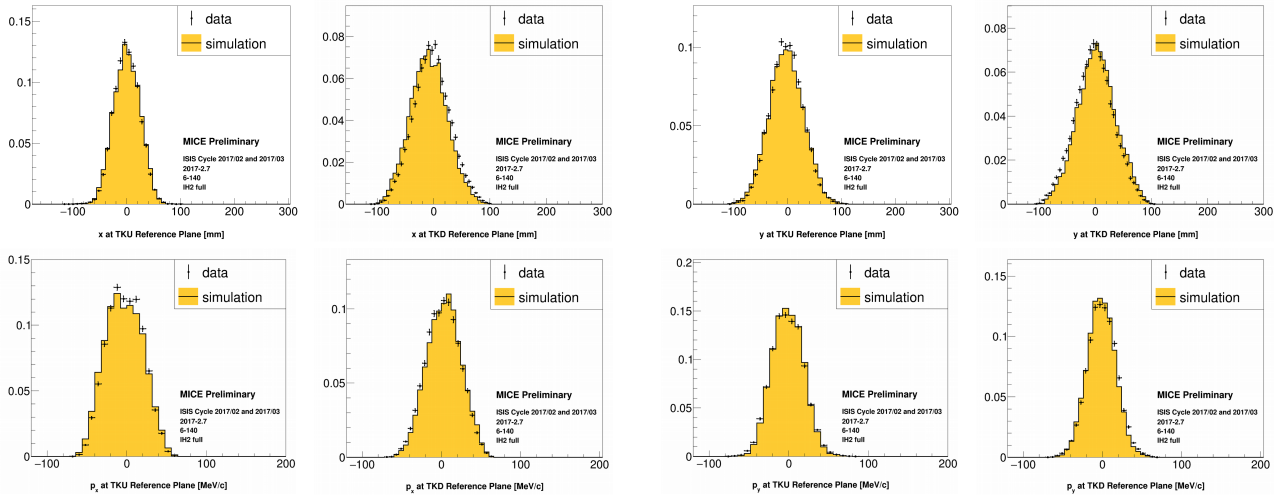 0.15
0.1
0.05
0
−100
0
100
200
300
data
simulation
MICE Preliminary
ISIS Cycle 2017/02 and 2017/03
2017-2.7
6-140
IH2 full
x at TKU Reference Plane [mm]
0.08
0.06
0.04
0.02
0
−100
0
100
200
300
data
simulation
MICE Preliminary
ISIS Cycle 2017/02 and 2017/03
2017-2.7
6-140
IH2 full
x at TKD Reference Plane [mm]
0.1
0.05
0
−100
0
100
200
300
data
simulation
MICE Preliminary
ISIS Cycle 2017/02 and 2017/03
2017-2.7
6-140
IH2 full
y at TKU Reference Plane [mm]
0.08
0.06
0.04
0.02
0
−100
0
100
200
300
data
simulation
MICE Preliminary
ISIS Cycle 2017/02 and 2017/03
2017-2.7
6-140
IH2 full
y at TKD Reference Plane [mm]
0.15
0.1
0.05
0
−100
0
100
200
data
simulation
MICE Preliminary
ISIS Cycle 2017/02 and 2017/03
2017-2.7
6-140
IH2 full
px at TKU Reference Plane [MeV/c]
0.1
0.05
0
−100
0
100
200
data
simulation
MICE Preliminary
ISIS Cycle 2017/02 and 2017/03
2017-2.7
6-140
IH2 full
px at TKD Reference Plane [MeV/c]
0.2
0.15
0.1
0.05
0
−100
0
100
200
data
simulation
MICE Preliminary
ISIS Cycle 2017/02 and 2017/03
2017-2.7
6-140
IH2 full
py at TKU Reference Plane [MeV/c]
0.15
0.1
0.05
0
−100
0
100
200
data
simulation
MICE Preliminary
ISIS Cycle 2017/02 and 2017/03
2017-2.7
6-140
IH2 full
py at TKD Reference Plane [MeV/c]